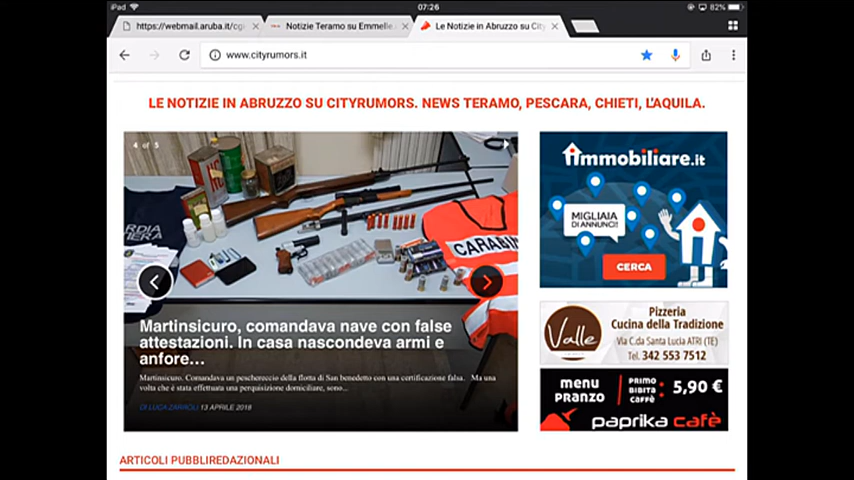 iPad
07:26
82%
https://webmail.aruba.it/cgi
Notizie Teramo su Emmelle.
Le Notizie in Abruzzo su City
www.cityrumors.it
LE NOTIZIE IN ABRUZZO SU CITYRUMORS. NEWS TERAMO, PESCARA, CHIETI, L'AQUILA.
4 of 5
CARABIN
Martinsicuro, comandava nave con false
attestazioni. In casa nascondeva armi e
anfore...
Martinsicuro. Comandava un peschereccio della flotta di San benedetto con una certificazione falsa. Ma una
volta che è stata effettuata una perquisizione domiciliare, sono...
DI LUCA ZARROLI 13 APRILE 2018
immobiliare.it
MIGLIAIA
DI ANNUNCI!
CERCA
Valle
Pizzeria
Cucina della Tradizione
Via C.da Santa Lucia ATRI (TE)
Tel. 342 553 7512
MENU
PRANZO
PRIMO
BIBITA
CAFFÈ
: 5,90 €
paprika cafè
ARTICOLI PUBBLIREDAZIONALI